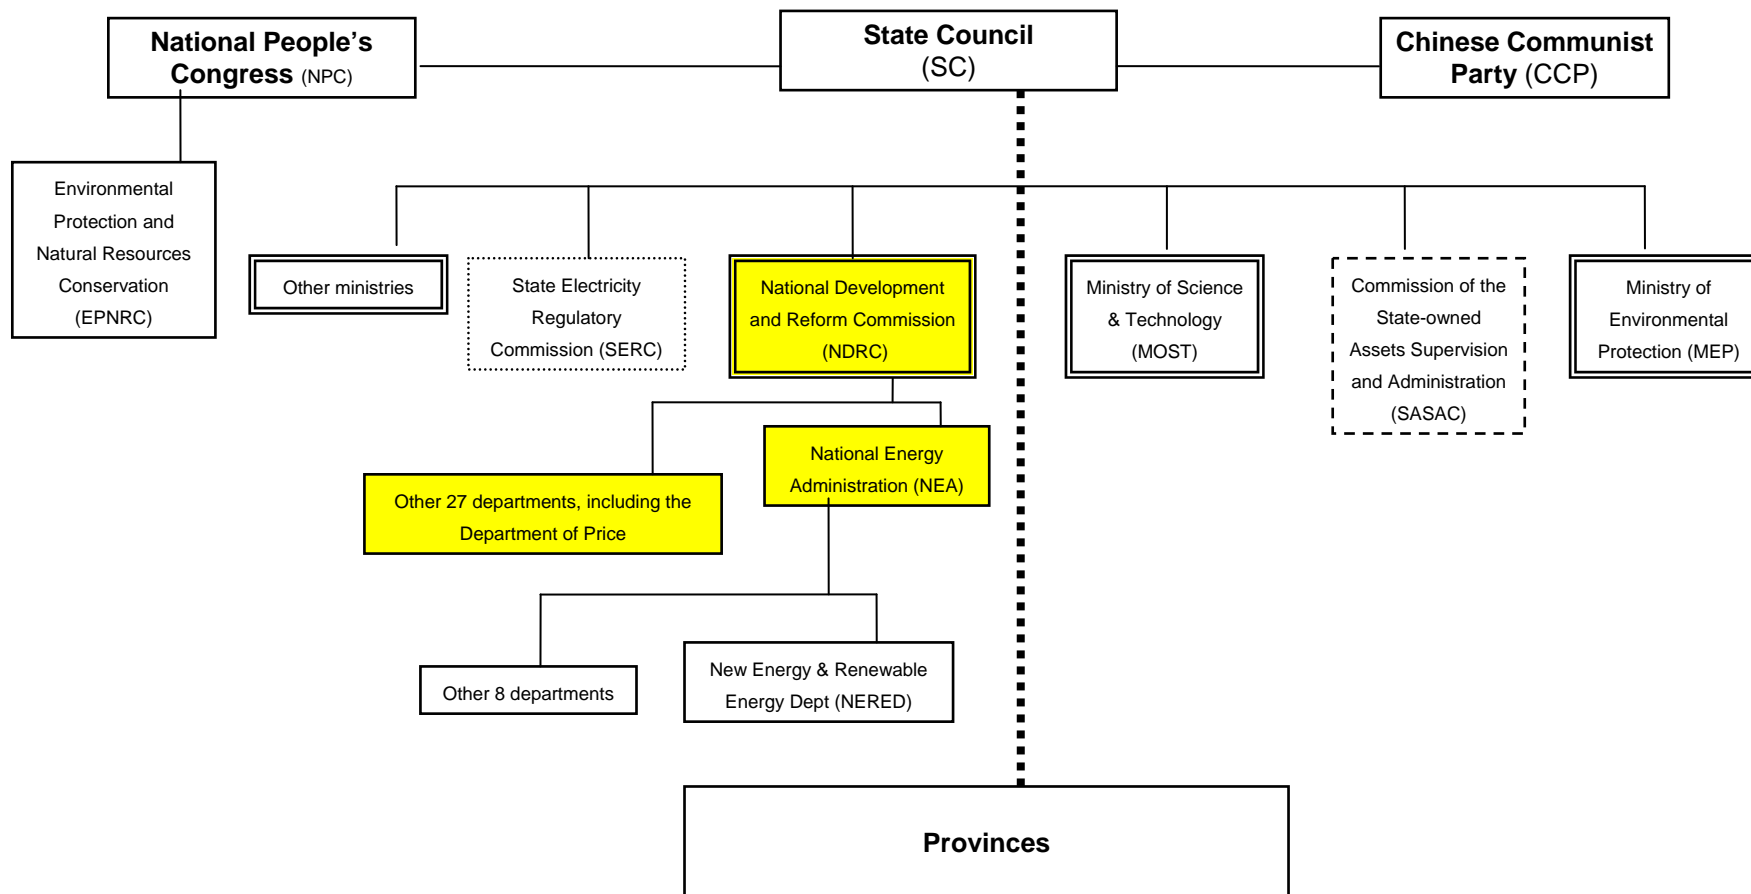 National People’s
Congress (NPC)
State Council
(SC)
Chinese Communist
Party (CCP)
Environmental
Protection and
Natural Resources
Conservation
(EPNRC)
Other ministries
State Electricity
Regulatory
Commission (SERC)
National Development
and Reform Commission
(NDRC)
Ministry of Science
& Technology
(MOST)
Commission of the
State-owned
Assets Supervision
and Administration
(SASAC)
Ministry of
Environmental
Protection (MEP)
National Energy
Administration (NEA)
Other 27 departments, including the
Department of Price
Other 8 departments
New Energy & Renewable
Energy Dept (NERED)
Provinces